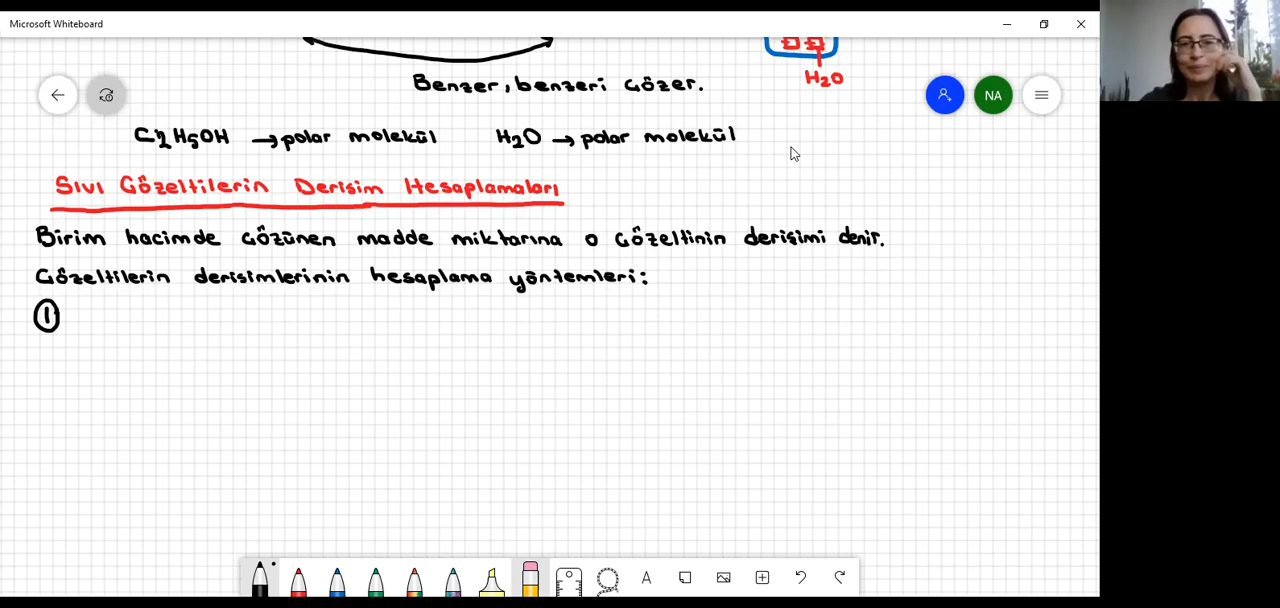 Microsoft Whiteboard
Benzer, benzeri çözer.
H2O
NA
C2H5OH → polar molekül H2O → polar molekül
Sıvı Çözeltilerin Derişim Hesaplamaları
Birim hacimde çözünen madde miktarına o çözeltinin derişimi denir.
Çözeltilerin derişimlerinin hesaplama yöntemleri:
1
A